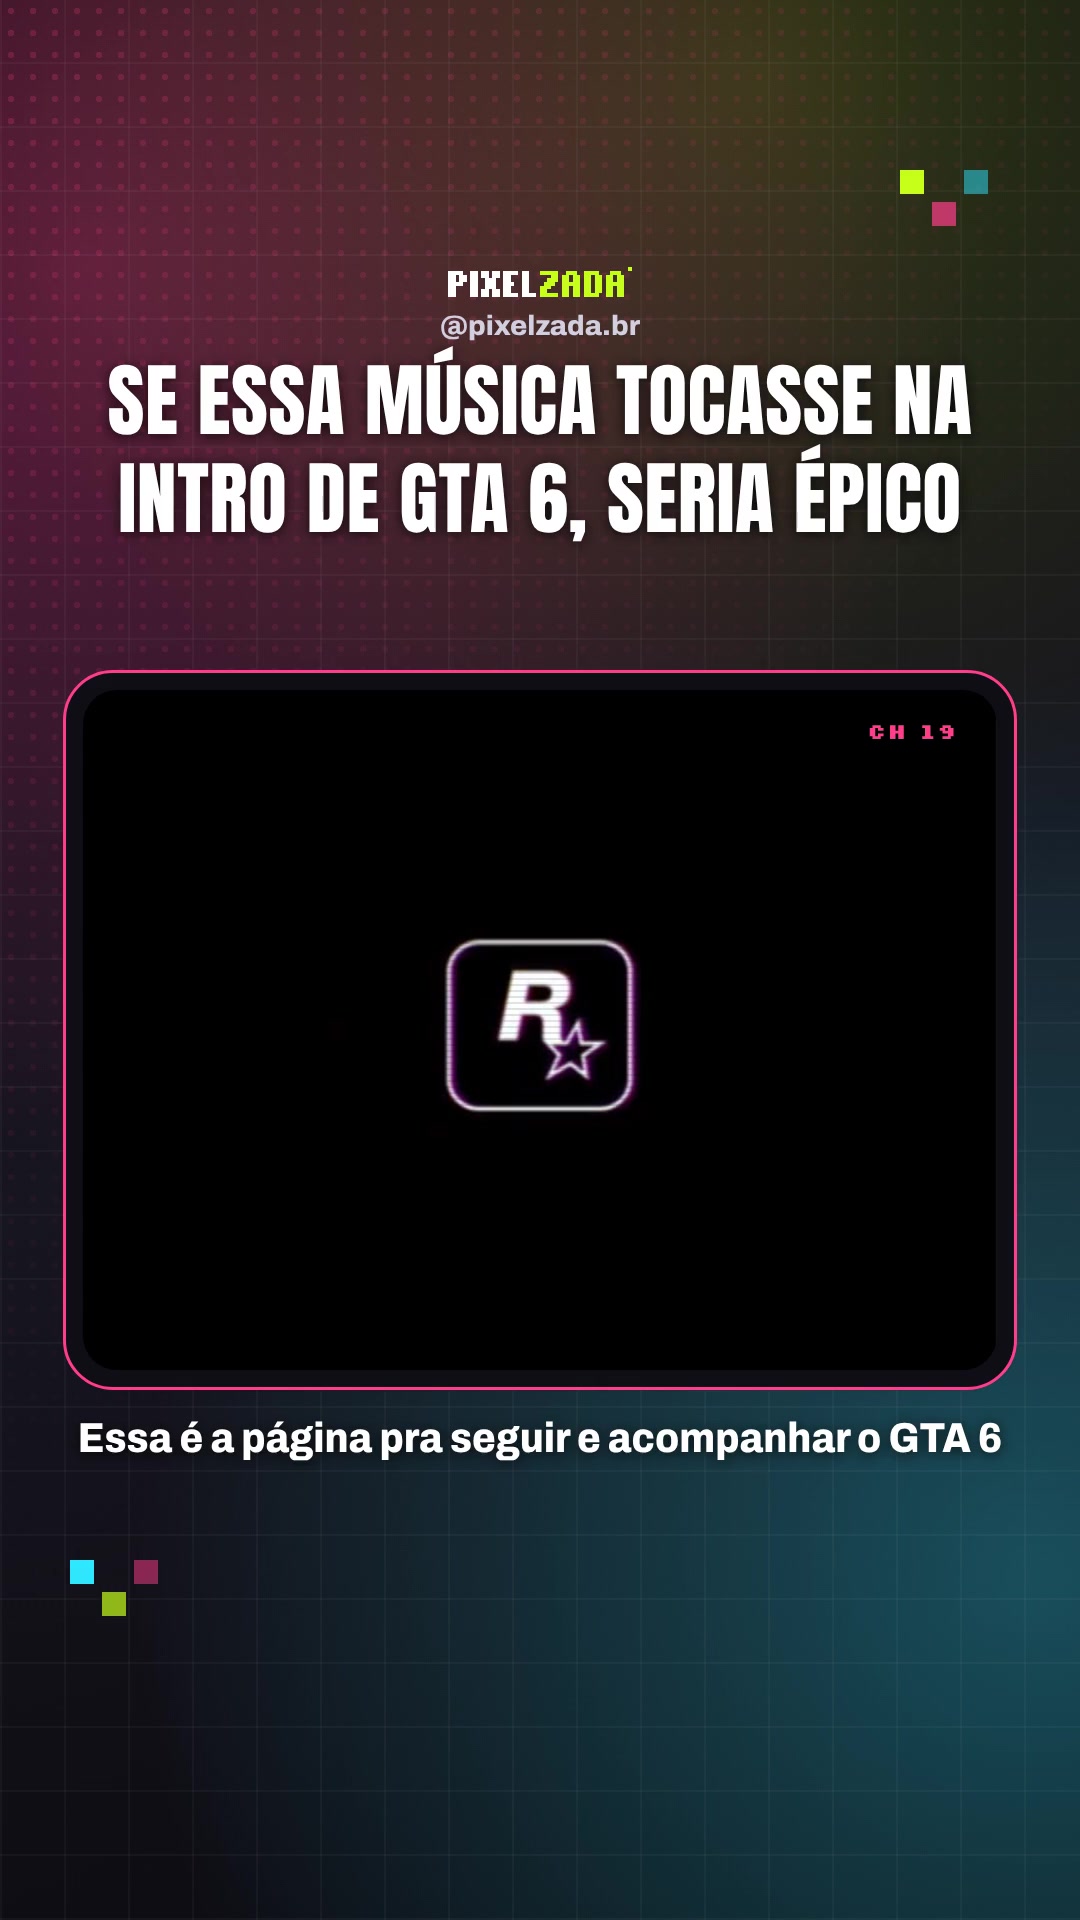 PIXELZADA
@pixelzada.br
SE ESSA MÚSICA TOCASSE NA
INTRO DE GTA 6, SERIA ÉPICO
CH 19
R
Essa é a página pra seguir e acompanhar o GTA 6